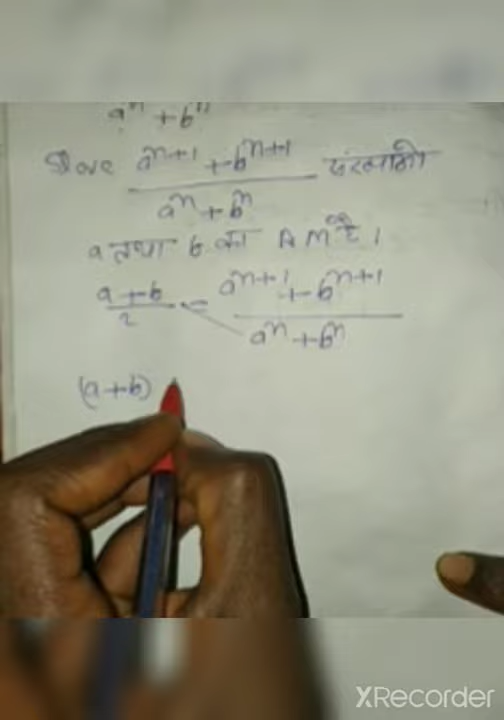 aⁿ + bⁿ
Solve aⁿ⁺¹ + bⁿ⁺¹ / aⁿ + bⁿ
a तथा b का A M है।
a + b / 2 = aⁿ⁺¹ + bⁿ⁺¹ / aⁿ + bⁿ
(a + b)
XRecorder